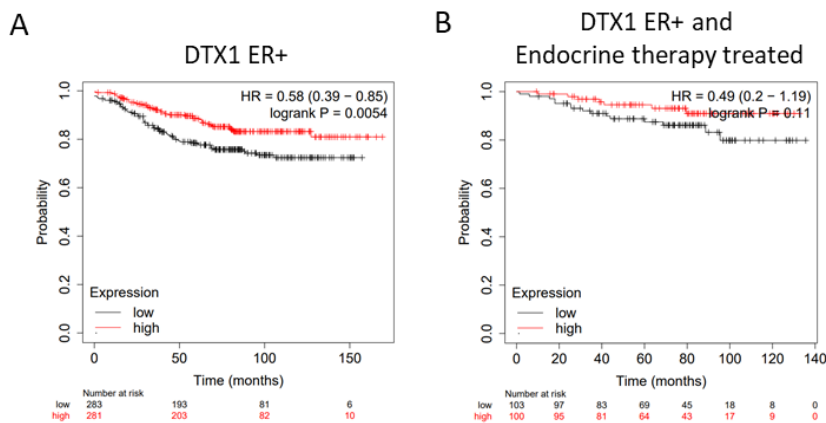 A
DTX1 ER+
HR = 0.58 (0.39 − 0.85)
logrank P = 0.0054
Probability
1.0
0.8
0.6
0.4
0.2
0.0
Expression
low
high
0 50 100 150
Time (months)
Number at risk
low 283 193 81 6
high 281 203 82 10
B
DTX1 ER+ and
Endocrine therapy treated
HR = 0.49 (0.2 − 1.19)
logrank P = 0.11
Probability
1.0
0.8
0.6
0.4
0.2
0.0
Expression
low
high
0 20 40 60 80 100 120 140
Time (months)
Number at risk
low 103 97 83 69 45 18 8 0
high 100 95 81 64 43 17 9 0